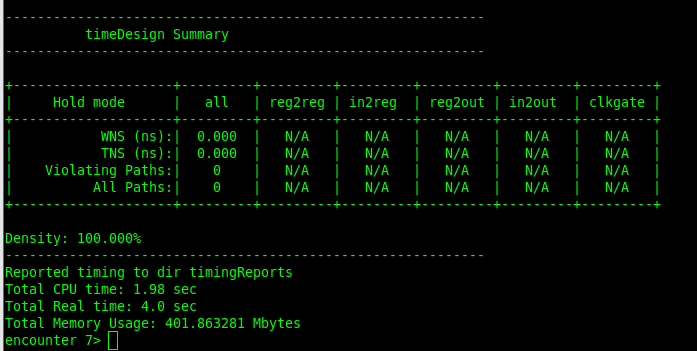 ------------------------------------------------------------
          timeDesign Summary
------------------------------------------------------------
+--------------------+---------+---------+---------+---------+---------+---------+
|     Hold mode      |   all   | reg2reg | in2reg  | reg2out | in2out  | clkgate |
+--------------------+---------+---------+---------+---------+---------+---------+
|           WNS (ns):|  0.000  |   N/A   |   N/A   |   N/A   |   N/A   |   N/A   |
|           TNS (ns):|  0.000  |   N/A   |   N/A   |   N/A   |   N/A   |   N/A   |
|    Violating Paths:|    0    |   N/A   |   N/A   |   N/A   |   N/A   |   N/A   |
|          All Paths:|    0    |   N/A   |   N/A   |   N/A   |   N/A   |   N/A   |
+--------------------+---------+---------+---------+---------+---------+---------+
Density: 100.000%
------------------------------------------------------------
Reported timing to dir timingReports
Total CPU time: 1.98 sec
Total Real time: 4.0 sec
Total Memory Usage: 401.863281 Mbytes
encounter 7>